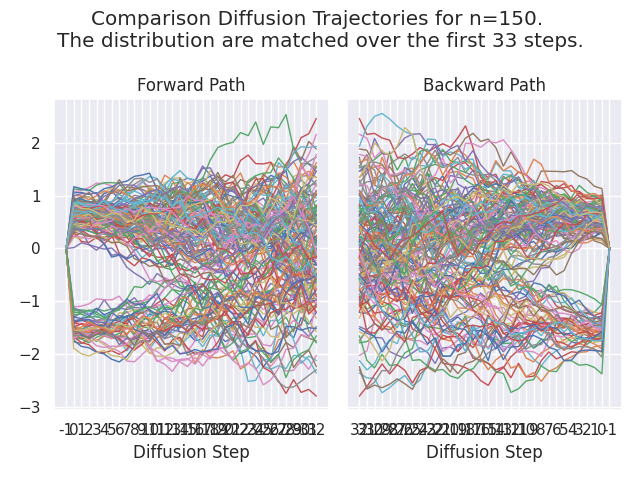 Comparison Diffusion Trajectories for n=150.
The distribution are matched over the first 33 steps.
Forward Path
Backward Path
2
1
0
−1
−2
−3
Diffusion Step
Diffusion Step